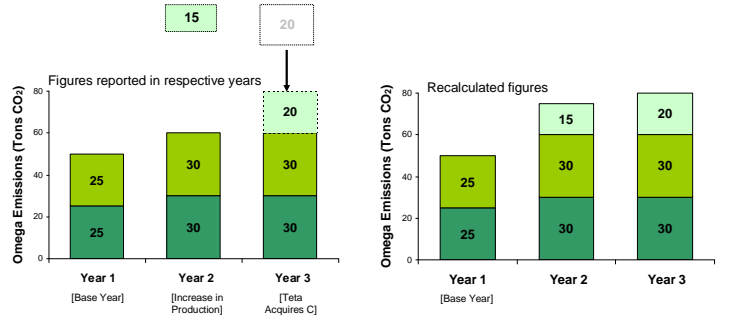 15
20
Figures reported in respective years
Omega Emissions (Tons CO2)
80
60
40
20
0
25
25
30
30
20
30
30
Year 1
Year 2
Year 3
[Base Year]
[Increase in
Production]
[Teta
Acquires C]
Recalculated figures
Omega Emissions (Tons CO2)
80
60
40
20
0
25
25
15
30
30
20
30
30
Year 1
Year 2
Year 3
[Base Year]